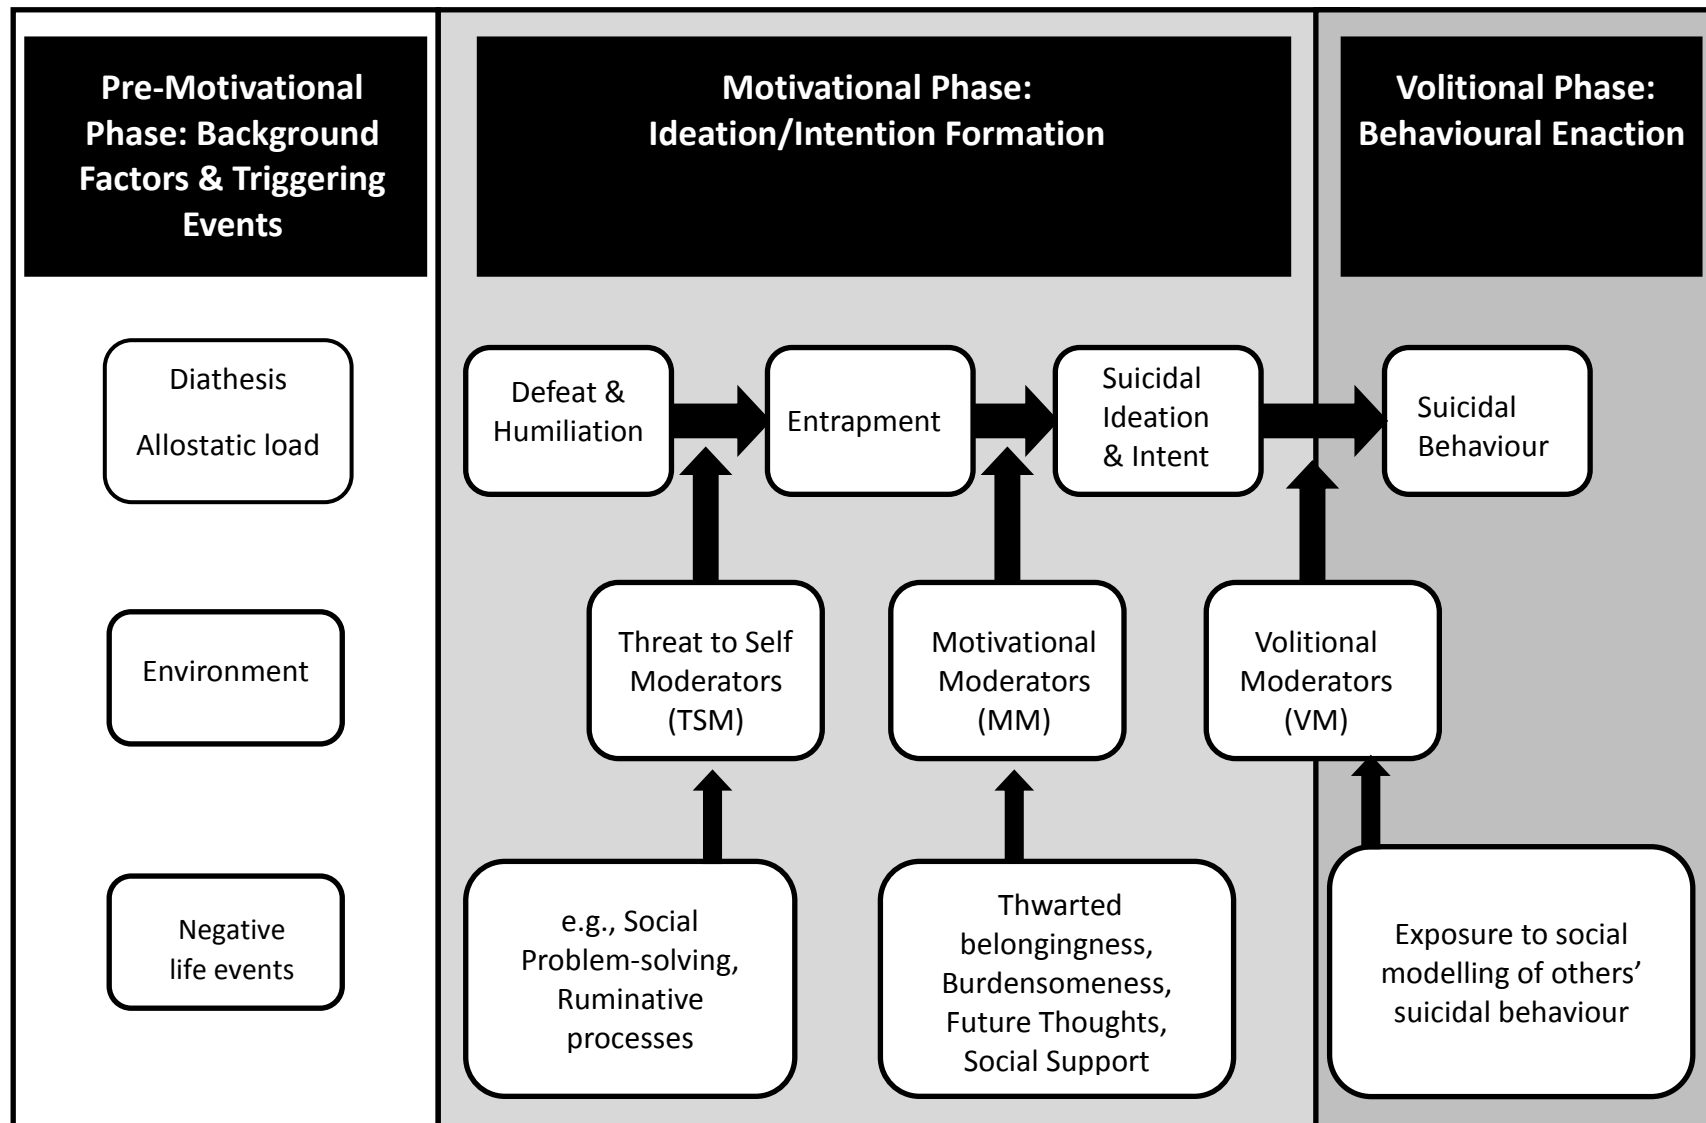 Pre-Motivational
Phase: Background
Factors & Triggering
Events
Motivational Phase:
Ideation/Intention Formation
Volitional Phase:
Behavioural Enaction
Diathesis
Allostatic load
Defeat &
Humiliation
Entrapment
Suicidal
Ideation
& Intent
Suicidal
Behaviour
Environment
Threat to Self
Moderators
(TSM)
Motivational
Moderators
(MM)
Volitional
Moderators
(VM)
Negative
life events
e.g., Social
Problem-solving,
Ruminative
processes
Thwarted
belongingness,
Burdensomeness,
Future Thoughts,
Social Support
Exposure to social
modelling of others’
suicidal behaviour